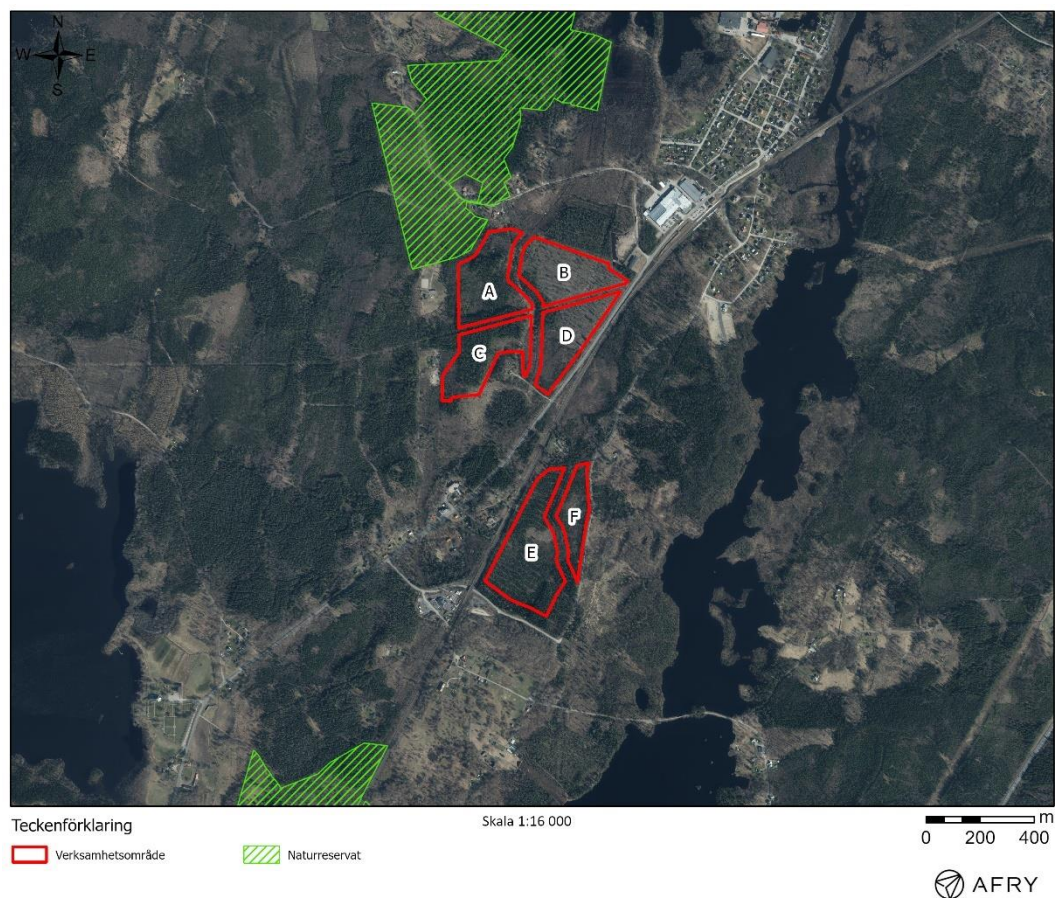 N
W E
S
A
B
C
D
E
F
Teckenförklaring
Skala 1:16 000
Verksamhetsområde
Naturreservat
m
0 200 400
AFRY